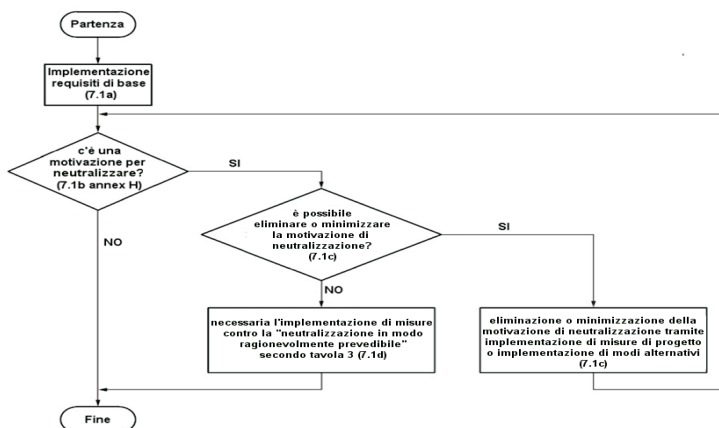 Partenza
Implementazione
requisiti di base
(7.1a)
c'è una
motivazione per
neutralizzare?
(7.1b annex H)
SI
NO
è possibile
eliminare o minimizzare
la motivazione di
neutralizzazione?
(7.1c)
SI
NO
necessaria l'implementazione di misure
contro la "neutralizzazione in modo
ragionevolmente prevedibile"
secondo tavola 3 (7.1d)
eliminazione o minimizzazione della
motivazione di neutralizzazione tramite
implementazione di misure di progetto
o implementazione di modi alternativi
(7.1c)
Fine